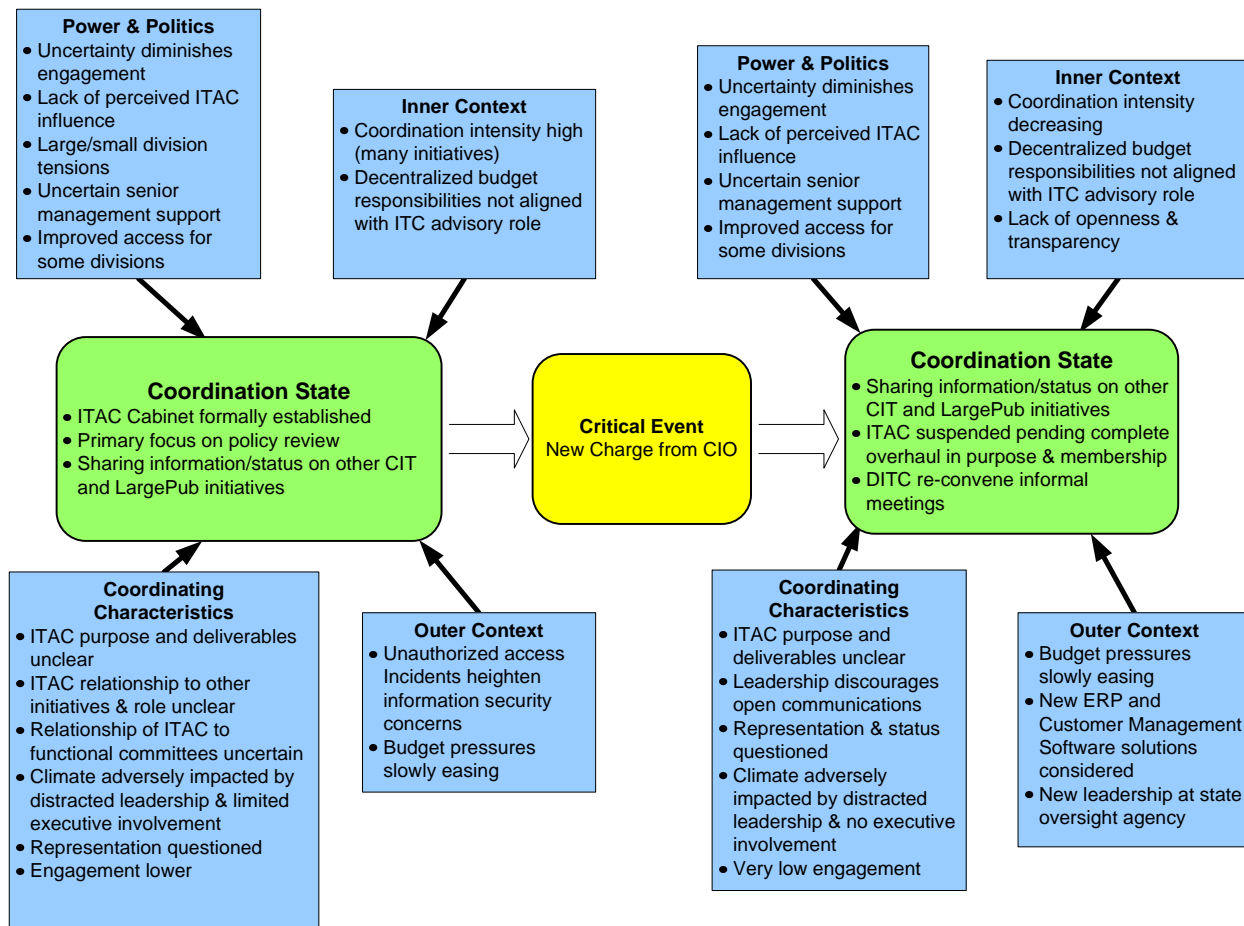 Power & Politics
• Uncertainty diminishes
engagement
• Lack of perceived ITAC
influence
• Large/small division
tensions
• Uncertain senior
management support
• Improved access for
some divisions
Inner Context
• Coordination intensity high
(many initiatives)
• Decentralized budget
responsibilities not aligned
with ITC advisory role
Power & Politics
• Uncertainty diminishes
engagement
• Lack of perceived ITAC
influence
• Uncertain senior
management support
• Improved access for
some divisions
Inner Context
• Coordination intensity
decreasing
• Decentralized budget
responsibilities not aligned
with ITC advisory role
• Lack of openness &
transparency
Coordination State
• ITAC Cabinet formally established
• Primary focus on policy review
• Sharing information/status on other CIT
and LargePub initiatives
Critical Event
New Charge from CIO
Coordination State
• Sharing information/status on other
CIT and LargePub initiatives
• ITAC suspended pending complete
overhaul in purpose & membership
• DITC re-convene informal
meetings
Coordinating
Characteristics
• ITAC purpose and deliverables
unclear
• ITAC relationship to other
initiatives & role unclear
• Relationship of ITAC to
functional committees uncertain
• Climate adversely impacted by
distracted leadership & limited
executive involvement
• Representation questioned
• Engagement lower
Outer Context
• Unauthorized access
Incidents heighten
information security
concerns
• Budget pressures
slowly easing
Coordinating
Characteristics
• ITAC purpose and
deliverables unclear
• Leadership discourages
open communications
• Representation & status
questioned
• Climate adversely
impacted by distracted
leadership & no executive
involvement
• Very low engagement
Outer Context
• Budget pressures
slowly easing
• New ERP and
Customer Management
Software solutions
considered
• New leadership at state
oversight agency